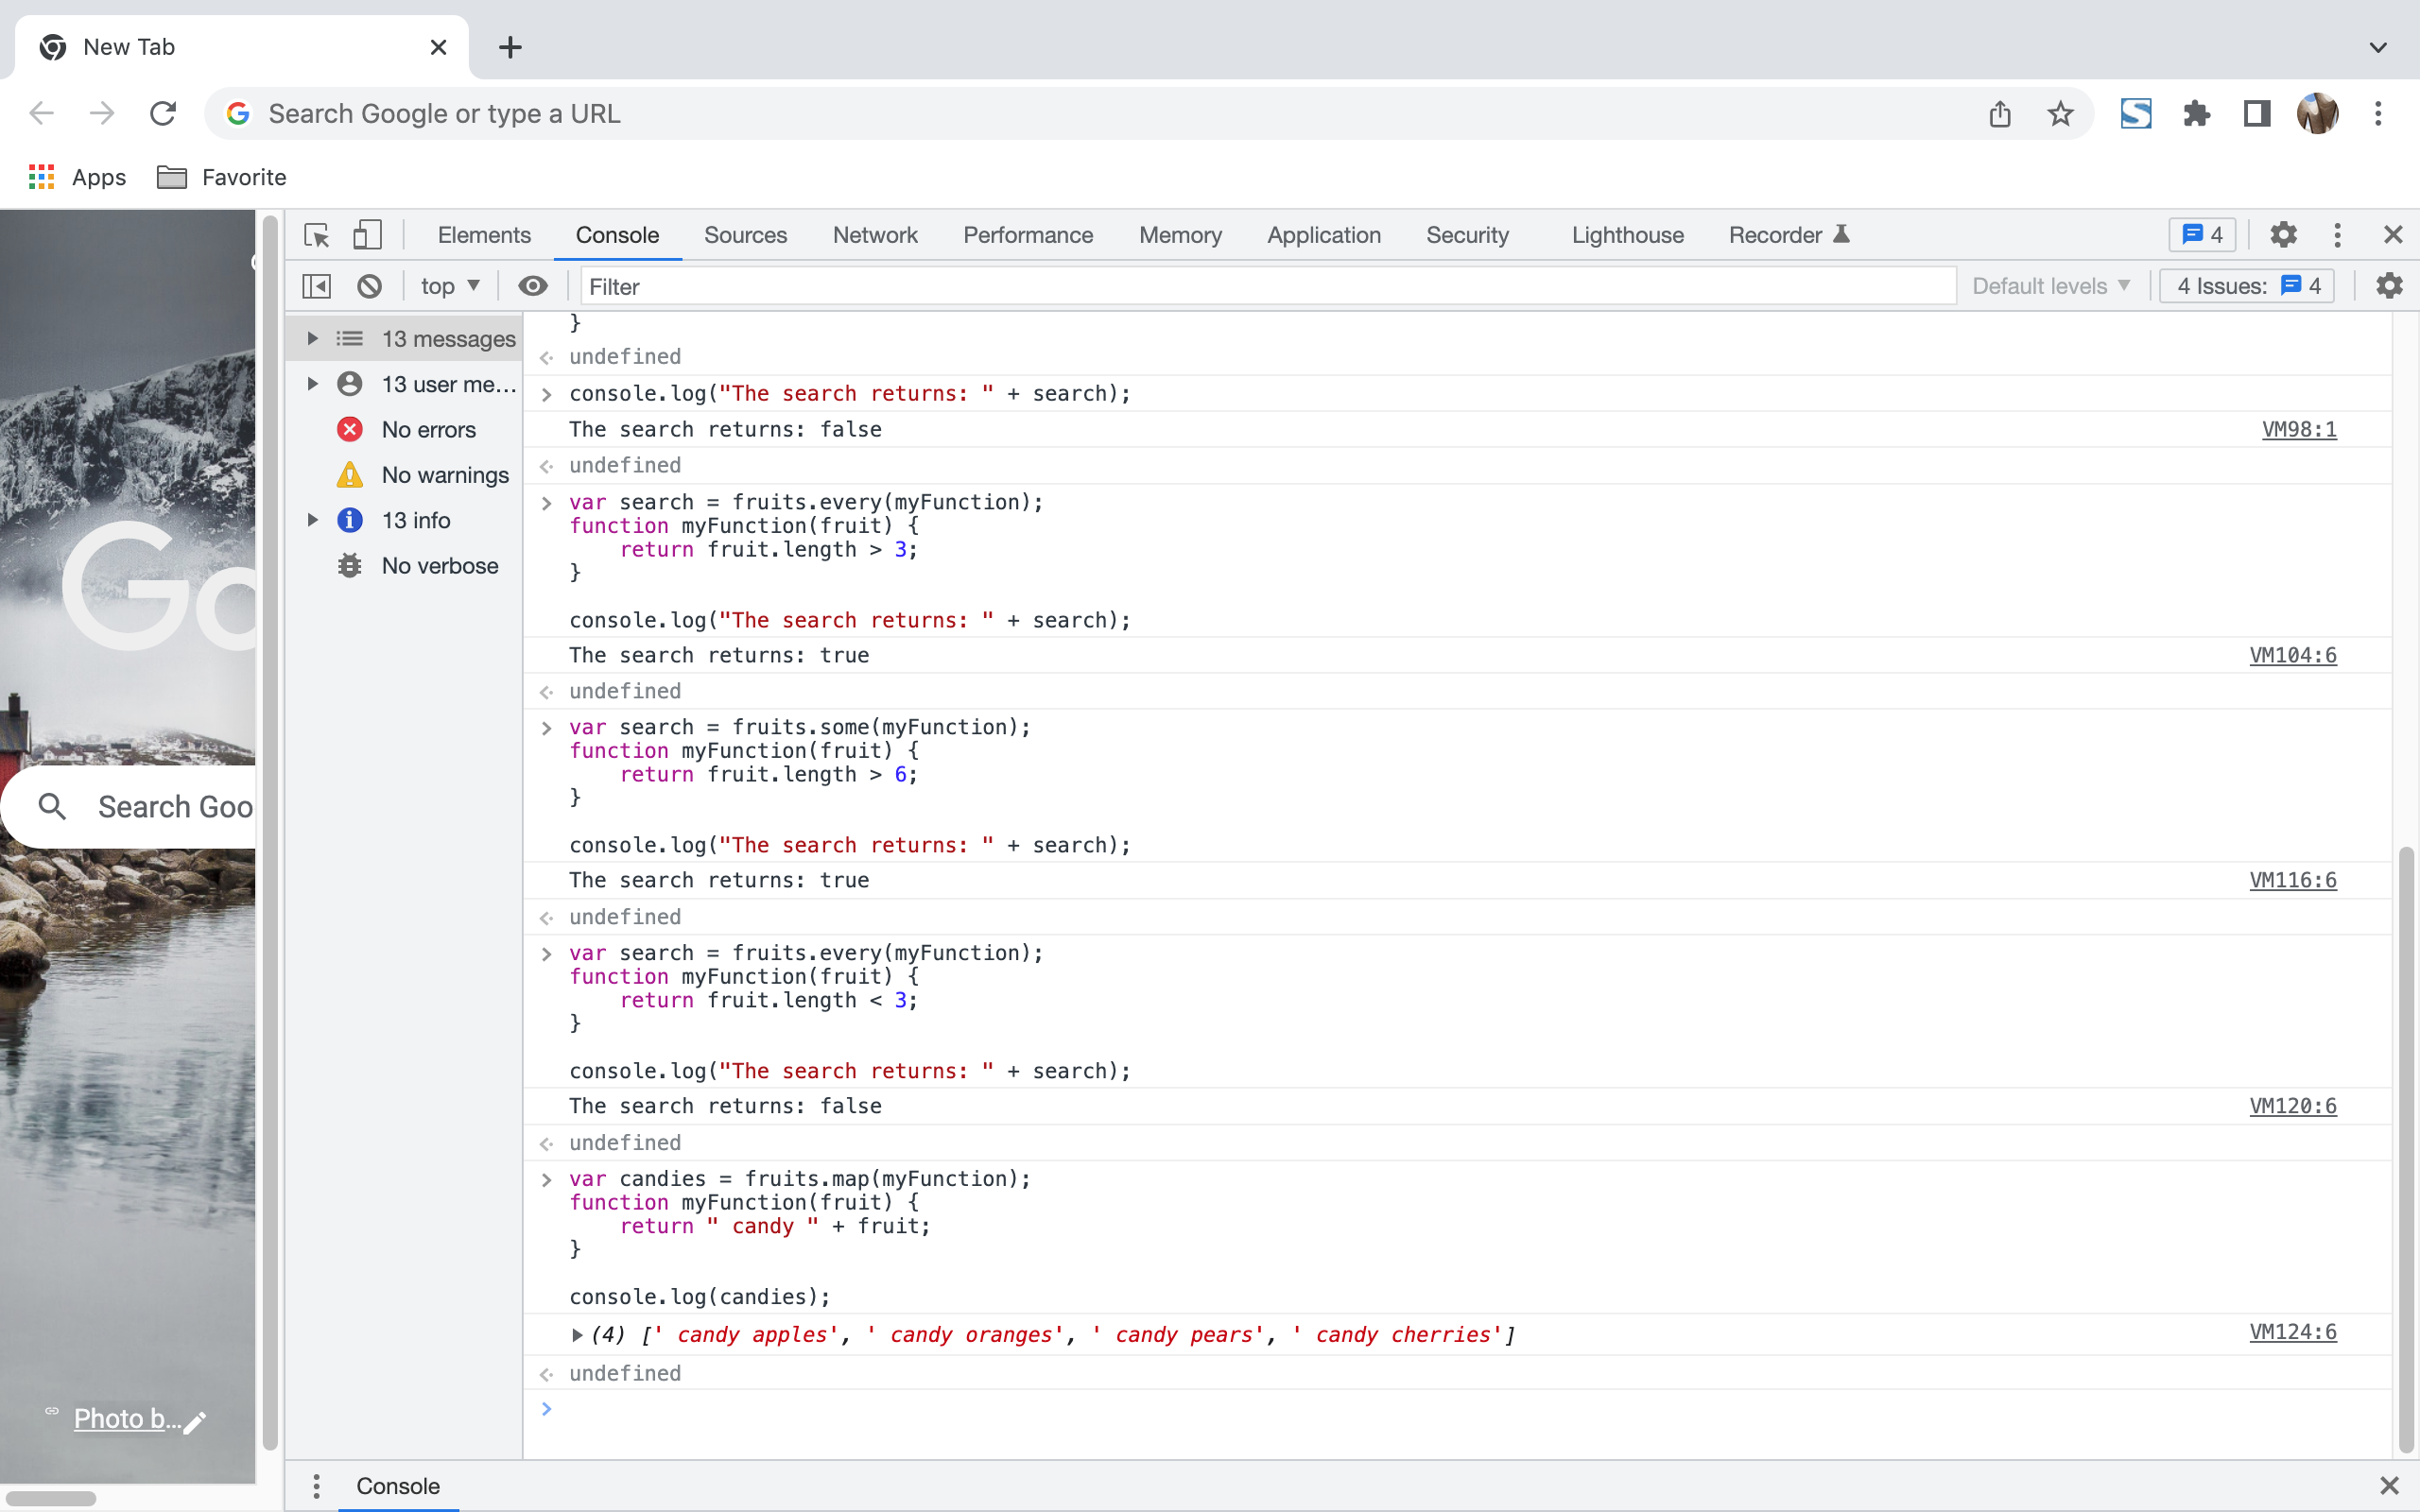 New Tab
Search Google or type a URL
Apps
Favorite
Elements
Console
Sources
Network
Performance
Memory
Application
Security
Lighthouse
Recorder
4
top
Filter
Default levels
4 Issues: 4
13 messages
13 user me...
No errors
No warnings
13 info
No verbose
Go
Search Goo
Photo b...
}
undefined
console.log("The search returns: " + search);
The search returns: false VM98:1
undefined
var search = fruits.every(myFunction);
function myFunction(fruit) {
    return fruit.length > 3;
}
console.log("The search returns: " + search);
The search returns: true VM104:6
undefined
var search = fruits.some(myFunction);
function myFunction(fruit) {
    return fruit.length > 6;
}
console.log("The search returns: " + search);
The search returns: true VM116:6
undefined
var search = fruits.every(myFunction);
function myFunction(fruit) {
    return fruit.length < 3;
}
console.log("The search returns: " + search);
The search returns: false VM120:6
undefined
var candies = fruits.map(myFunction);
function myFunction(fruit) {
    return " candy " + fruit;
}
console.log(candies);
(4) [' candy apples', ' candy oranges', ' candy pears', ' candy cherries'] VM124:6
undefined
Console